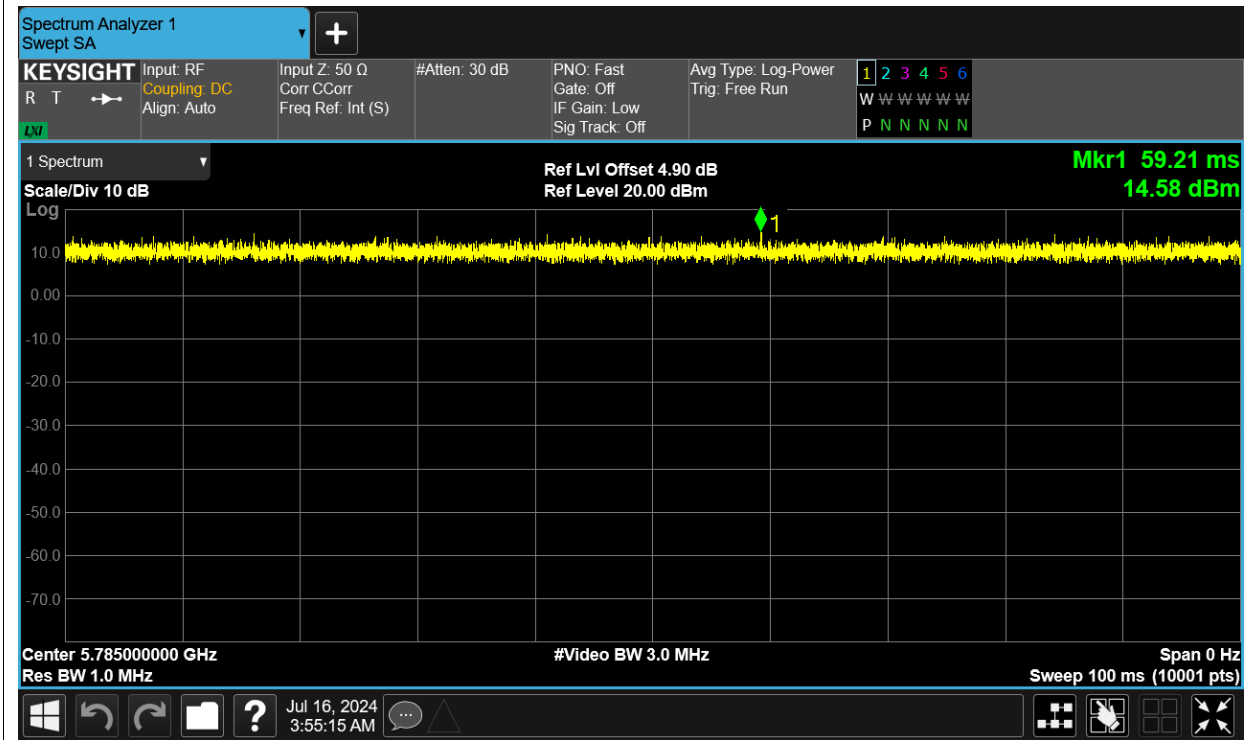 Spectrum Analyzer 1
Swept SA
KEYSIGHT
R T
LXI
Input: RF
Coupling: DC
Align: Auto
Input Z: 50 Ω
Corr CCorr
Freq Ref: Int (S)
#Atten: 30 dB
PNO: Fast
Gate: Off
IF Gain: Low
Sig Track: Off
Avg Type: Log-Power
Trig: Free Run
1 2 3 4 5 6
W W W W W W
P N N N N N
1 Spectrum
Scale/Div 10 dB
Ref Lvl Offset 4.90 dB
Ref Level 20.00 dBm
Mkr1 59.21 ms
14.58 dBm
Log
1
10.0
0.00
-10.0
-20.0
-30.0
-40.0
-50.0
-60.0
-70.0
Center 5.785000000 GHz
#Video BW 3.0 MHz
Span 0 Hz
Res BW 1.0 MHz
Sweep 100 ms (10001 pts)
?
Jul 16, 2024
3:55:15 AM